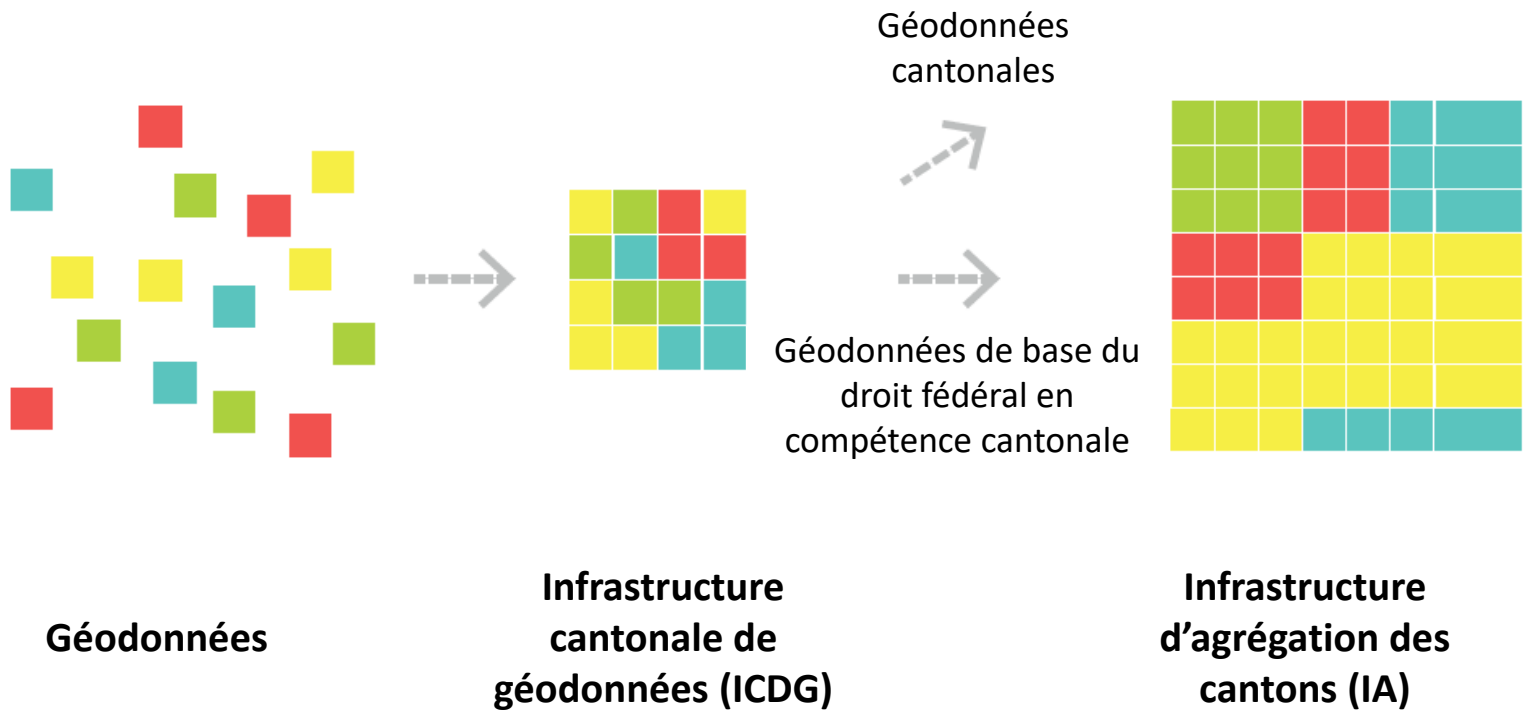 Géodonnées
cantonales
Géodonnées de base du
droit fédéral en
compétence cantonale
Géodonnées
Infrastructure
cantonale de
géodonnées (ICDG)
Infrastructure
d’agrégation des
cantons (IA)